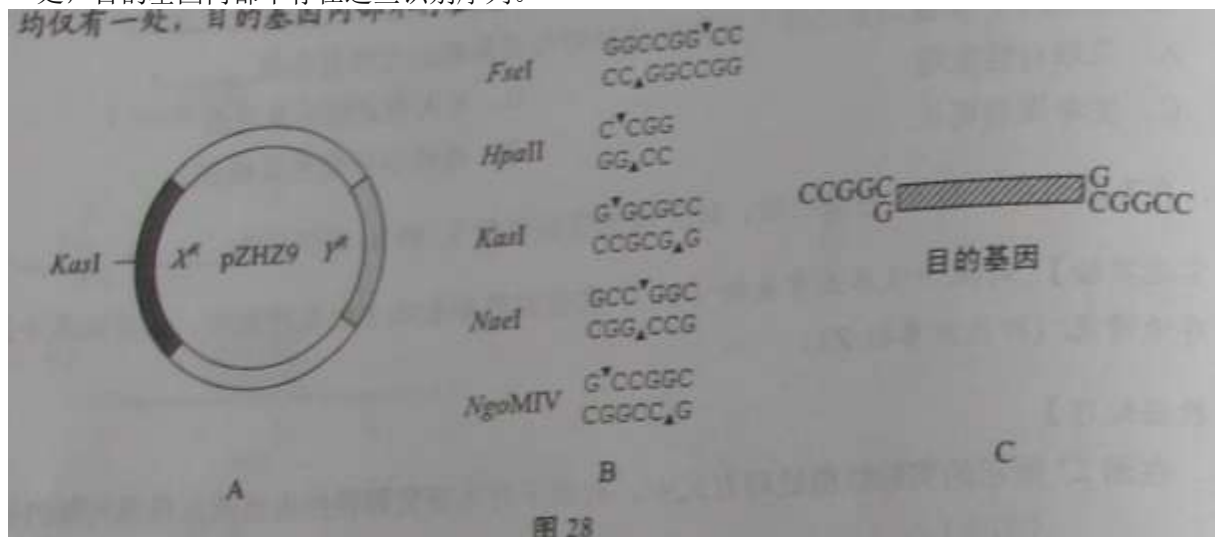 均仅有一处，目的基因内部不存在这些识别序列。
FseI
GGCCGG▼CC
CC▲GGCCGG
HpaII
C▼CGG
GG▲CC
KasI
G▼GCGCC
CCGCG▲G
NaeI
GCC▼GGC
CGG▲CCG
NgoMIV
G▼CCGGC
CGGCC▲G
KasI
X^R pZHZ9 Y^R
CCGGC G
G CGGCC
目的基因
A
B
C
图 28